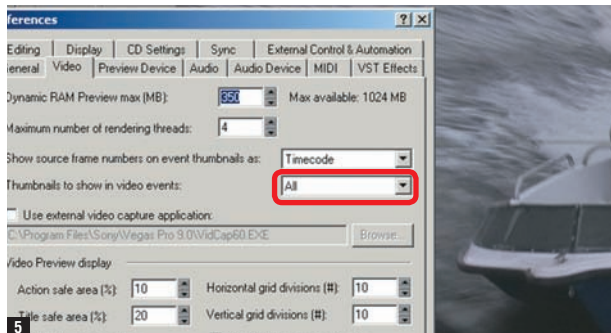 ferences ? ×
Editing Display CD Settings Sync External Control & Automation
eneral Video Preview Device Audio Audio Device MIDI VST Effects
Dynamic RAM Preview max (MB): 350 Max available: 1024 MB
Maximum number of rendering threads: 4
Show source frame numbers on event thumbnails as: Timecode
Thumbnails to show in video events: All
Use external video capture application:
C:\Program Files\Sony\Vegas Pro 9.0\VidCap60.EXE Browse...
Video Preview display
Action safe area (%): 10 Horizontal grid divisions (#): 10
Title safe area (%): 20 Vertical grid divisions (#): 10
5